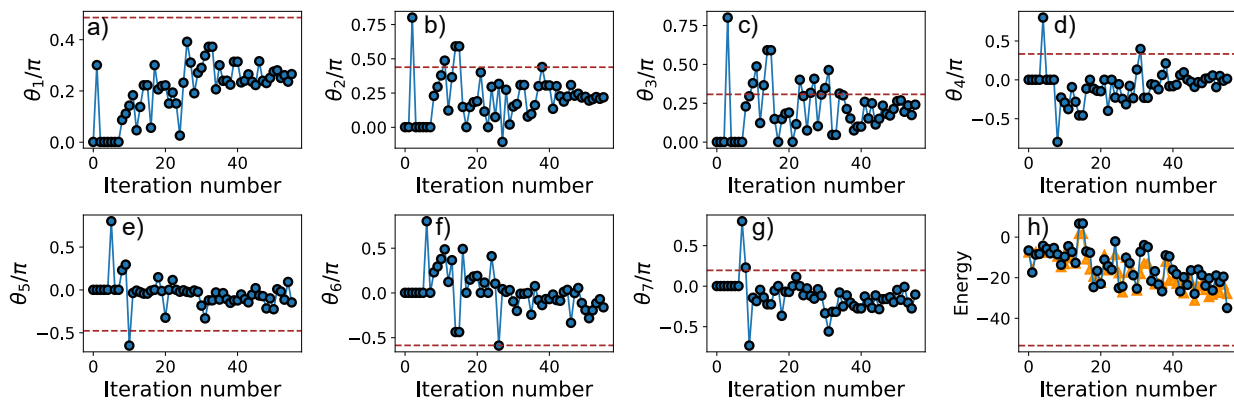 a)
θ1/π
0.4
0.2
0.0
0
20
40
Iteration number
b)
θ2/π
0.75
0.50
0.25
0.00
0
20
40
Iteration number
c)
θ3/π
0.75
0.50
0.25
0.00
0
20
40
Iteration number
d)
θ4/π
0.5
0.0
−0.5
0
20
40
Iteration number
e)
θ5/π
0.5
0.0
−0.5
0
20
40
Iteration number
f)
θ6/π
0.5
0.0
−0.5
0
20
40
Iteration number
g)
θ7/π
0.5
0.0
−0.5
0
20
40
Iteration number
h)
Energy
0
−20
−40
0
20
40
Iteration number